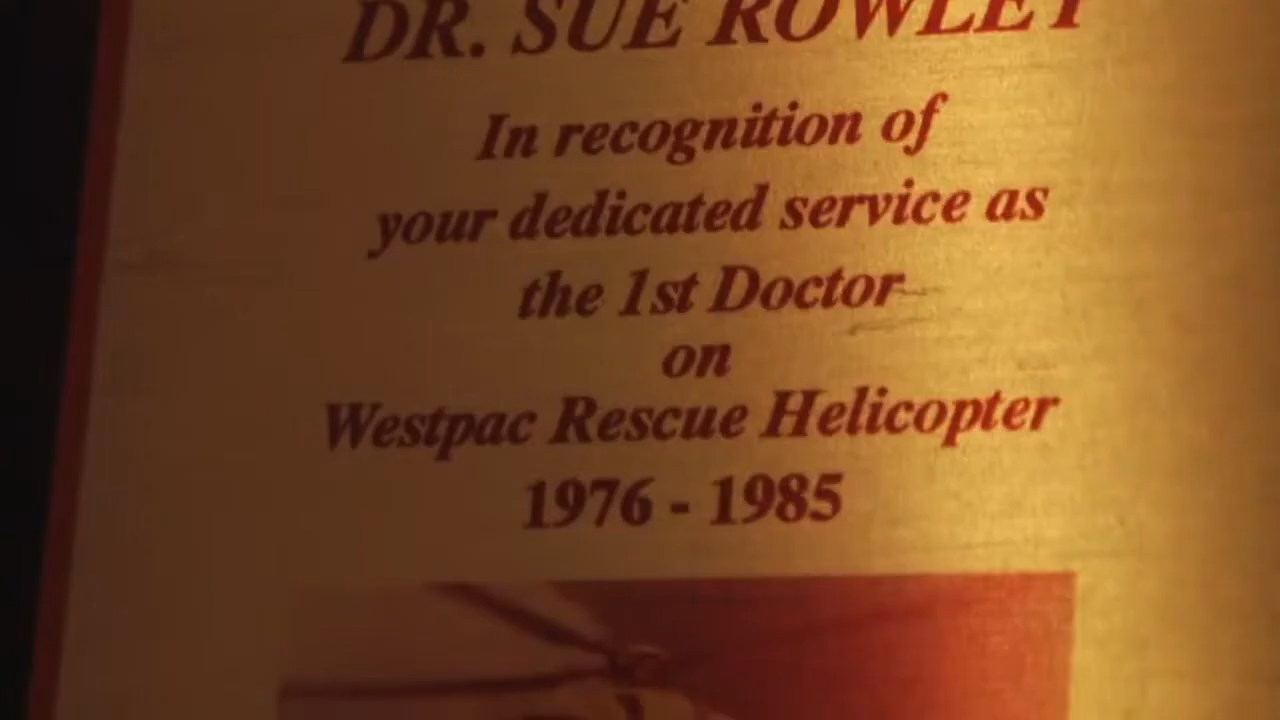 DR. SUE ROWLEY
In recognition of
your dedicated service as
the 1st Doctor
on
Westpac Rescue Helicopter
1976 - 1985